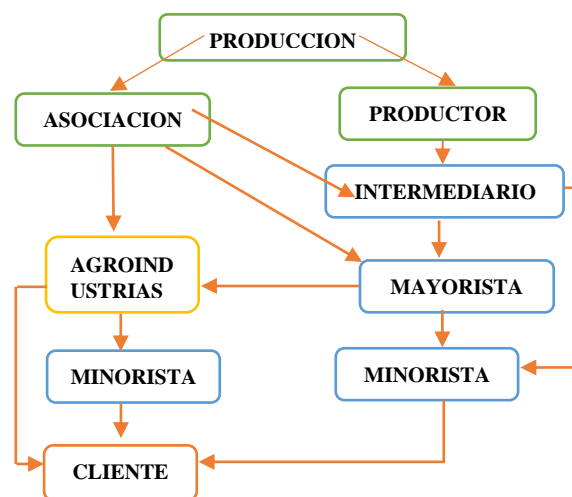 PRODUCCION
ASOCIACION
PRODUCTOR
INTERMEDIARIO
AGROIND
USTRIAS
MAYORISTA
MINORISTA
MINORISTA
CLIENTE